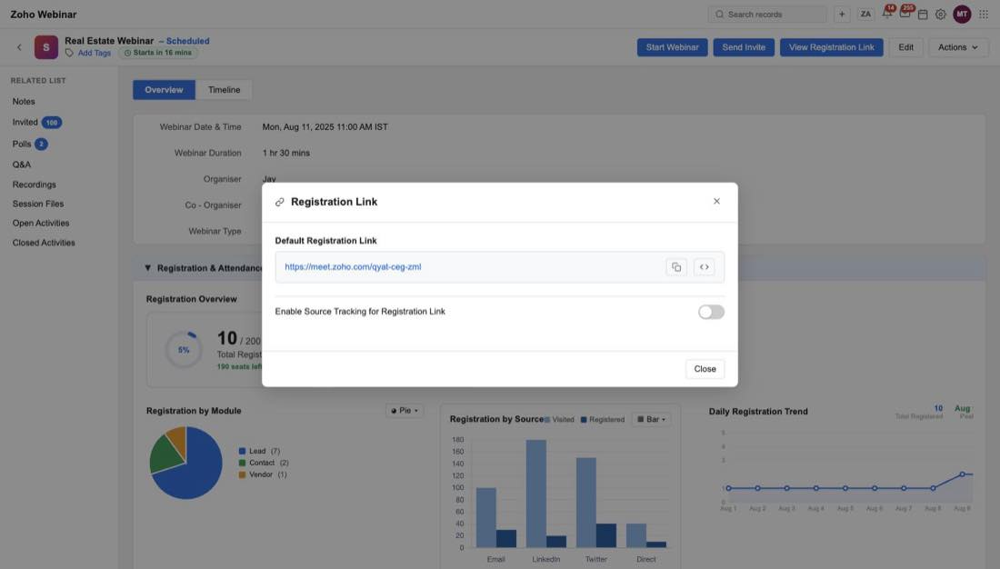 Zoho Webinar
Search records
+
ZA
14
255
MT
S
Real Estate Webinar – Scheduled
Add Tags
Starts in 16 mins
Start Webinar
Send Invite
View Registration Link
Edit
Actions
RELATED LIST
Notes
Invited 100
Polls 2
Q&A
Recordings
Session Files
Open Activities
Closed Activities
Overview
Timeline
Webinar Date & Time Mon, Aug 11, 2025 11:00 AM IST
Webinar Duration 1 hr 30 mins
Organiser Jay
Co - Organiser
Webinar Type
Registration Link
Default Registration Link
https://meet.zoho.com/qyat-ceg-zml
Enable Source Tracking for Registration Link
Close
▼ Registration & Attendance
Registration Overview
5%
10 / 200
Total Regist
190 seats left
Registration by Module
Pie
Lead (7)
Contact (2)
Vendor (1)
Registration by Source
Visited
Registered
Bar
180
160
140
120
100
80
60
40
20
0
Email LinkedIn Twitter Direct
Daily Registration Trend
10
Total Registered
Aug
Peak
5
4
3
1
0
Aug 1 Aug 2 Aug 3 Aug 4 Aug 5 Aug 6 Aug 7 Aug 8 Aug 9